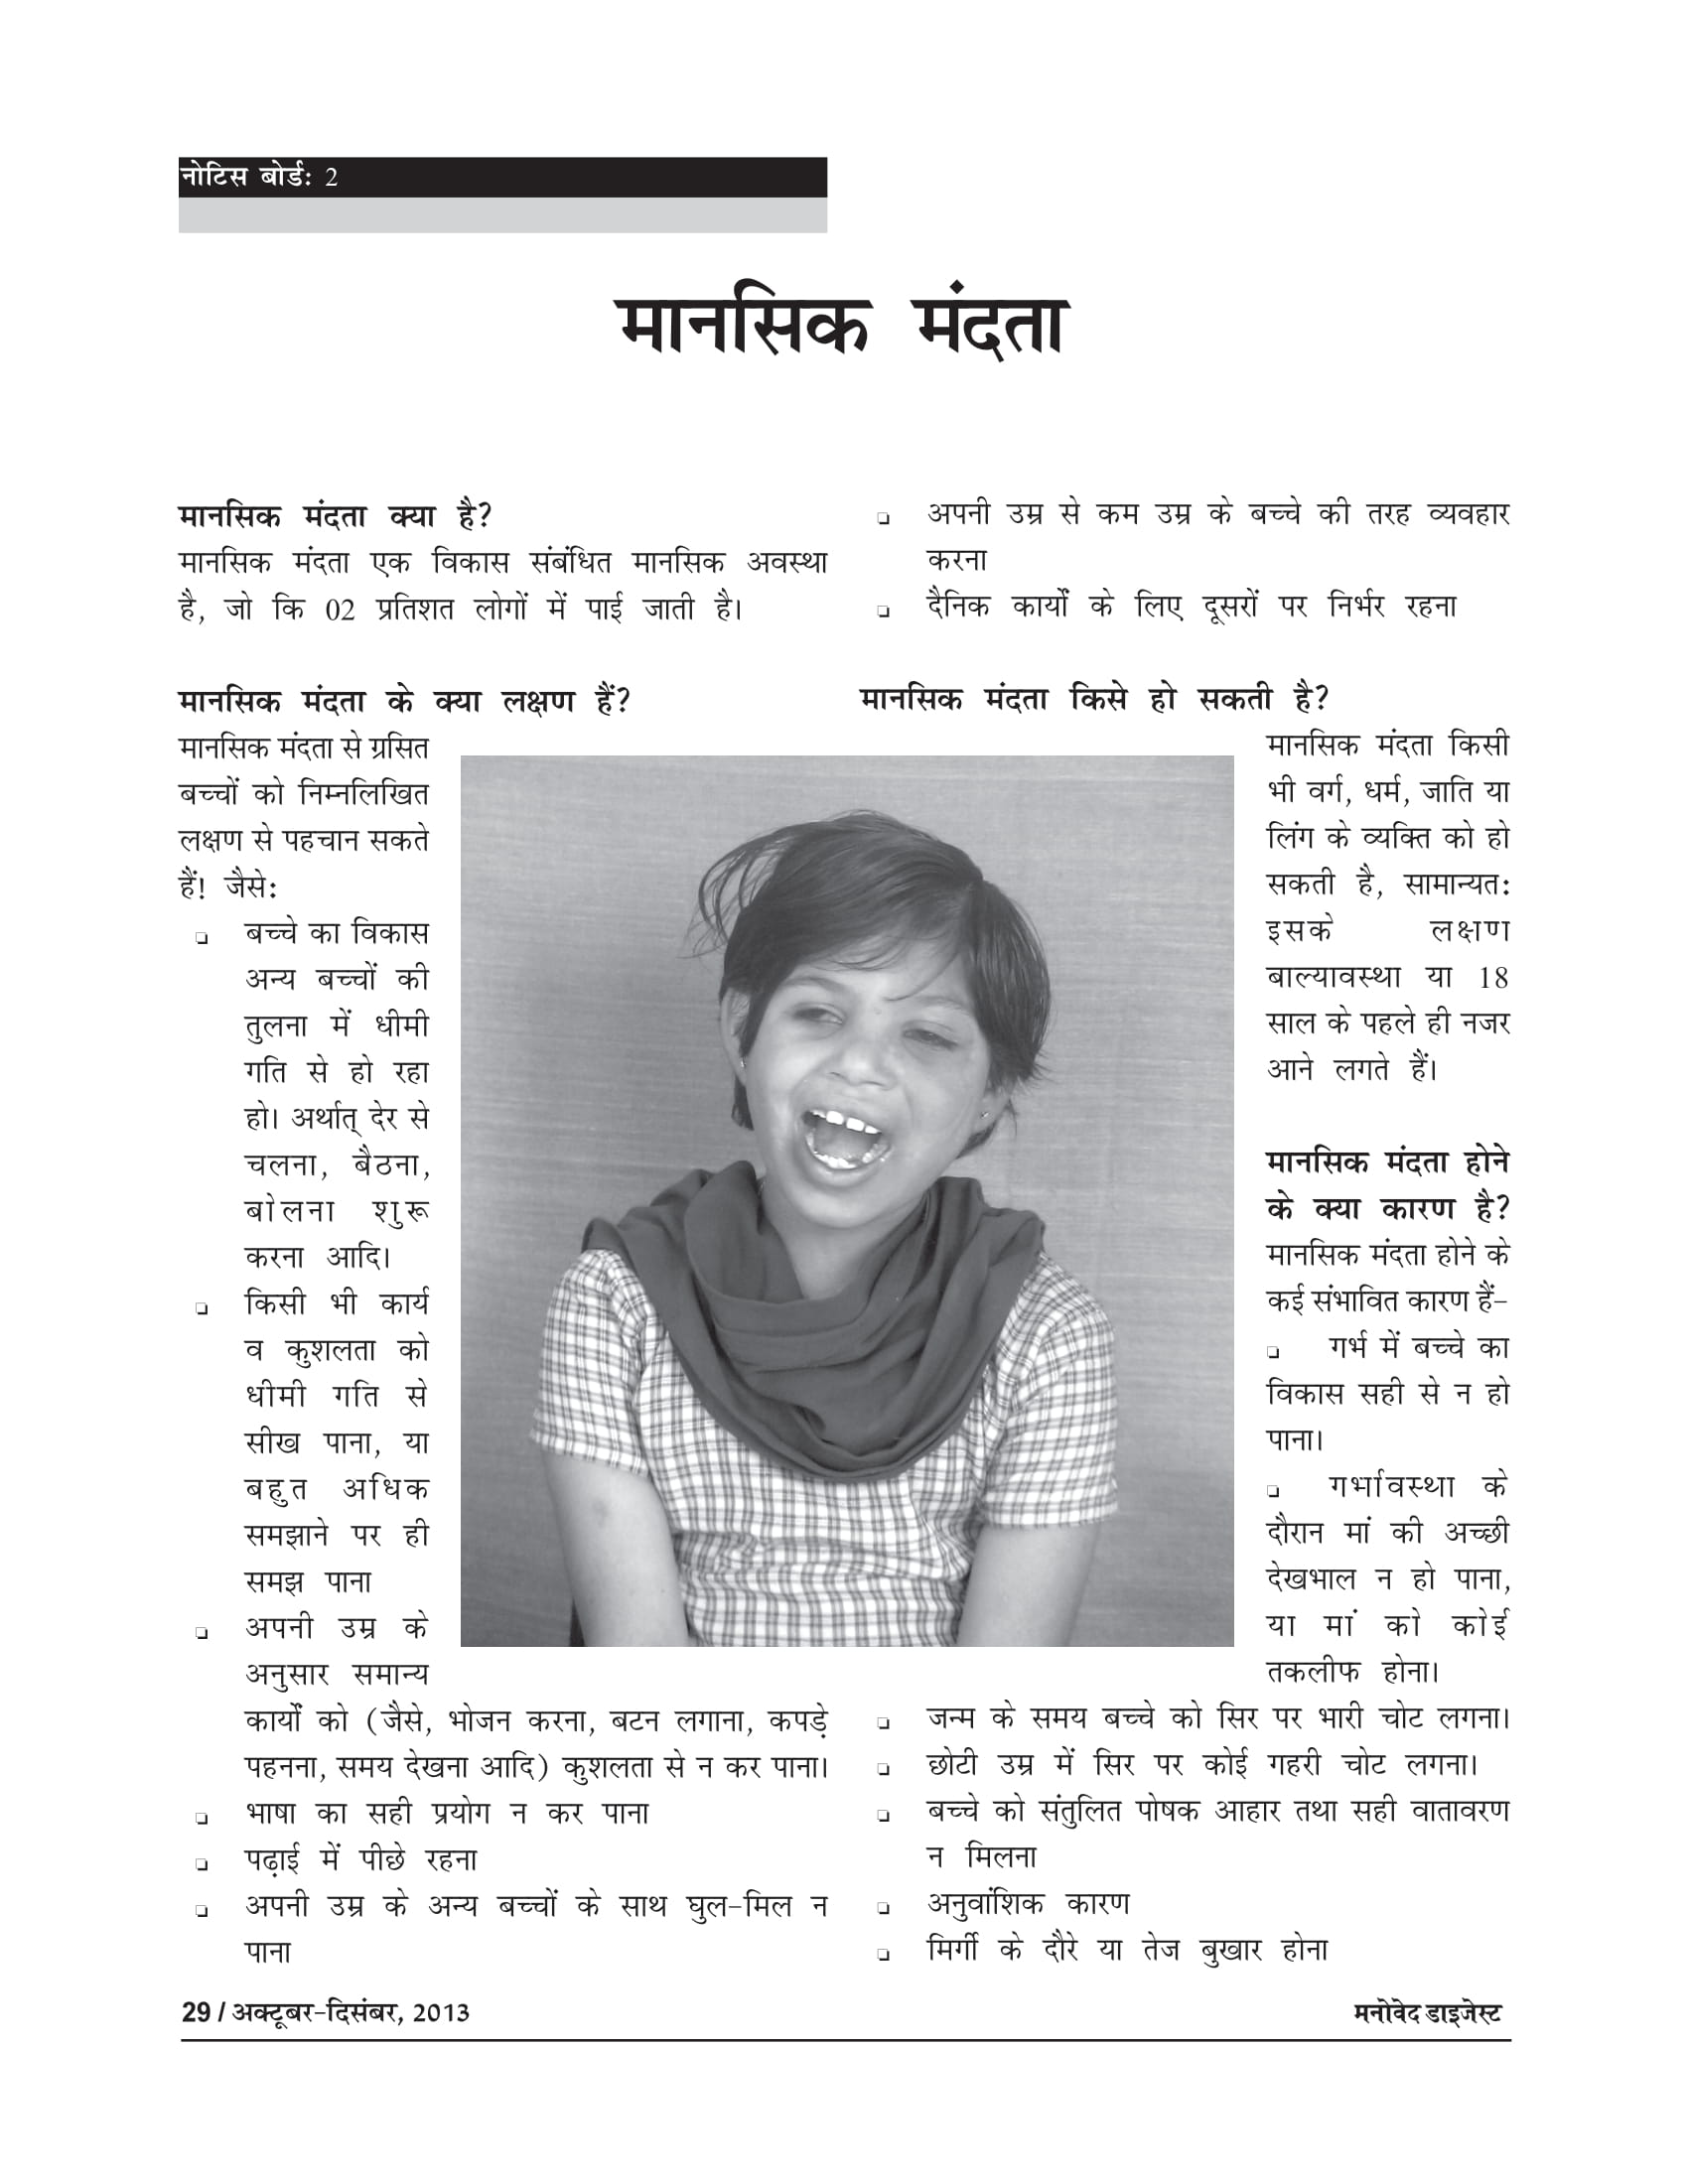 नोटिस बोर्ड: 2
मानसिक मंदता
मानसिक मंदता क्या है?
मानसिक मंदता एक विकास संबंधित मानसिक अवस्था
है, जो कि 02 प्रतिशत लोगों में पाई जाती है।
मानसिक मंदता के क्या लक्षण हैं?
मानसिक मंदता से ग्रसित
बच्चों को निम्नलिखित
लक्षण से पहचान सकते
हैं! जैसे:
❑ बच्चे का विकास
अन्य बच्चों की
तुलना में धीमी
गति से हो रहा
हो। अर्थात् देर से
चलना, बैठना,
बोलना शुरू
करना आदि।
❑ किसी भी कार्य
व कुशलता को
धीमी गति से
सीख पाना, या
बहुत अधिक
समझाने पर ही
समझ पाना
❑ अपनी उम्र के
अनुसार समान्य
कार्यों को (जैसे, भोजन करना, बटन लगाना, कपड़े
पहनना, समय देखना आदि) कुशलता से न कर पाना।
❑ भाषा का सही प्रयोग न कर पाना
❑ पढ़ाई में पीछे रहना
❑ अपनी उम्र के अन्य बच्चों के साथ घुल-मिल न
पाना
❑ अपनी उम्र से कम उम्र के बच्चे की तरह व्यवहार
करना
❑ दैनिक कार्यों के लिए दूसरों पर निर्भर रहना
मानसिक मंदता किसे हो सकती है?
मानसिक मंदता किसी
भी वर्ग, धर्म, जाति या
लिंग के व्यक्ति को हो
सकती है, सामान्यत:
इसके लक्षण
बाल्यावस्था या 18
साल के पहले ही नजर
आने लगते हैं।
मानसिक मंदता होने
के क्या कारण है?
मानसिक मंदता होने के
कई संभावित कारण हैं-
❑ गर्भ में बच्चे का
विकास सही से न हो
पाना।
❑ गर्भावस्था के
दौरान मां की अच्छी
देखभाल न हो पाना,
या मां को कोई
तकलीफ होना।
❑ जन्म के समय बच्चे को सिर पर भारी चोट लगना।
❑ छोटी उम्र में सिर पर कोई गहरी चोट लगना।
❑ बच्चे को संतुलित पोषक आहार तथा सही वातावरण
न मिलना
❑ अनुवांशिक कारण
❑ मिर्गी के दौरे या तेज बुखार होना
29 / अक्टूबर-दिसंबर, 2013
मनोवेद डाइजेस्ट